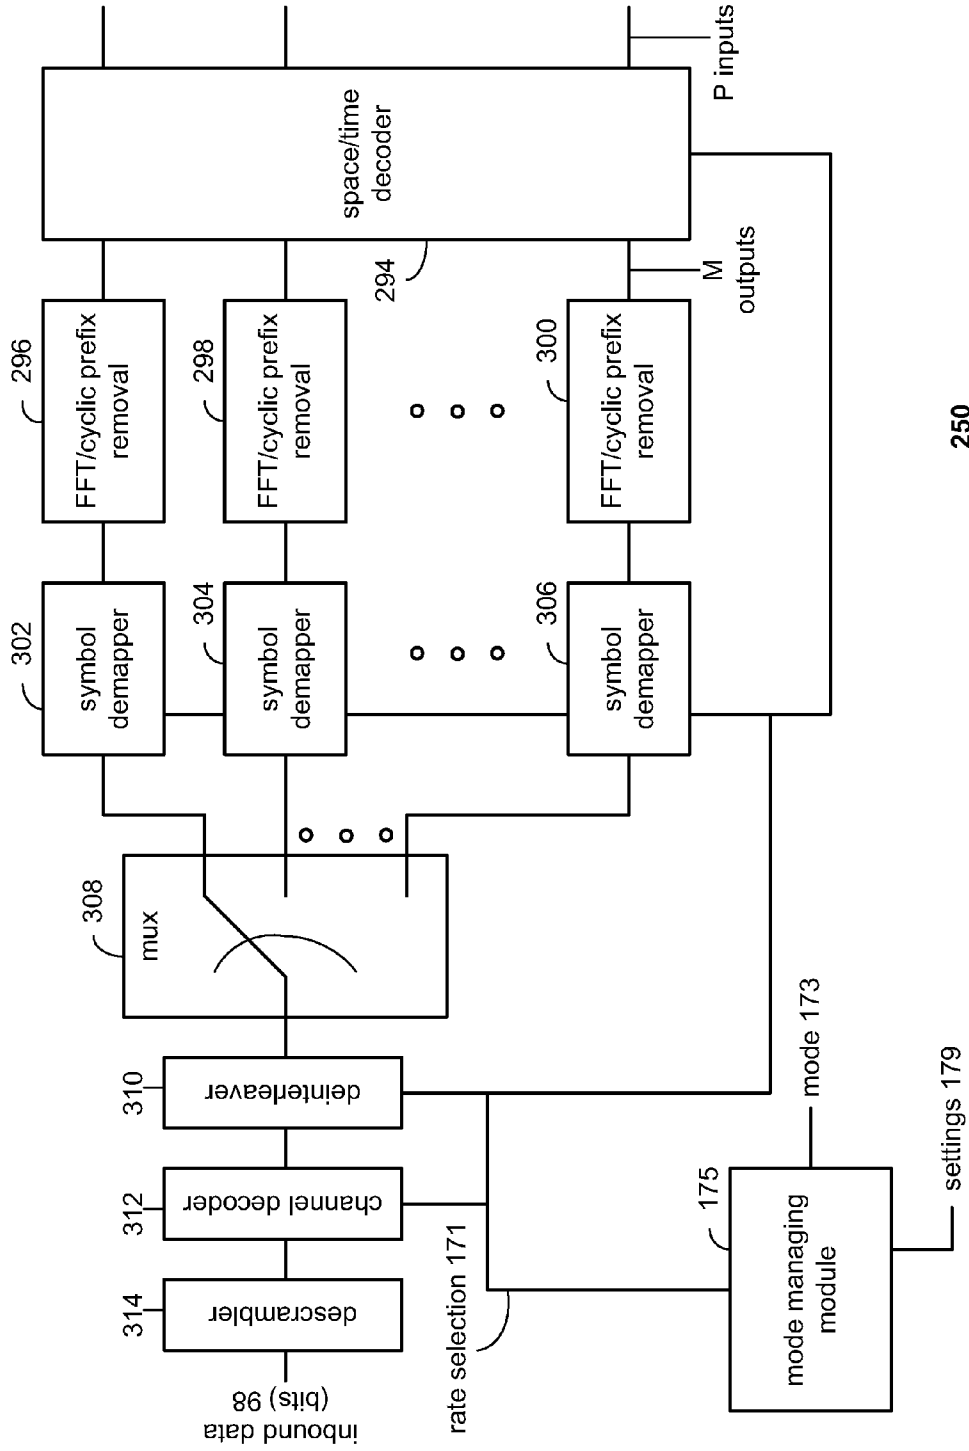 P inputs
space/time
decoder
294
M
outputs
296
FFT/cyclic prefix
removal
298
FFT/cyclic prefix
removal
300
FFT/cyclic prefix
removal
302
symbol
demapper
304
symbol
demapper
306
symbol
demapper
308
mux
310
deinterleaver
312
channel decoder
314
descrambler
inbound data
(bits) 98
rate selection 171
175
mode managing
module
mode 173
settings 179
250